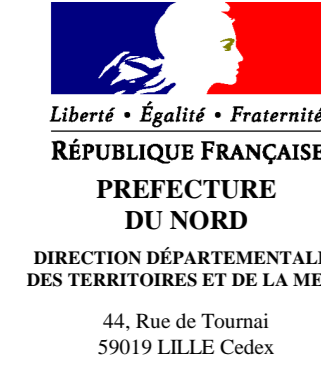 Liberté • Égalité • Fraternité
RÉPUBLIQUE FRANÇAISE
PREFECTURE
DU NORD
DIRECTION DÉPARTEMENTALE
DES TERRITOIRES ET DE LA ME
44, Rue de Tournai
59019 LILLE Cedex